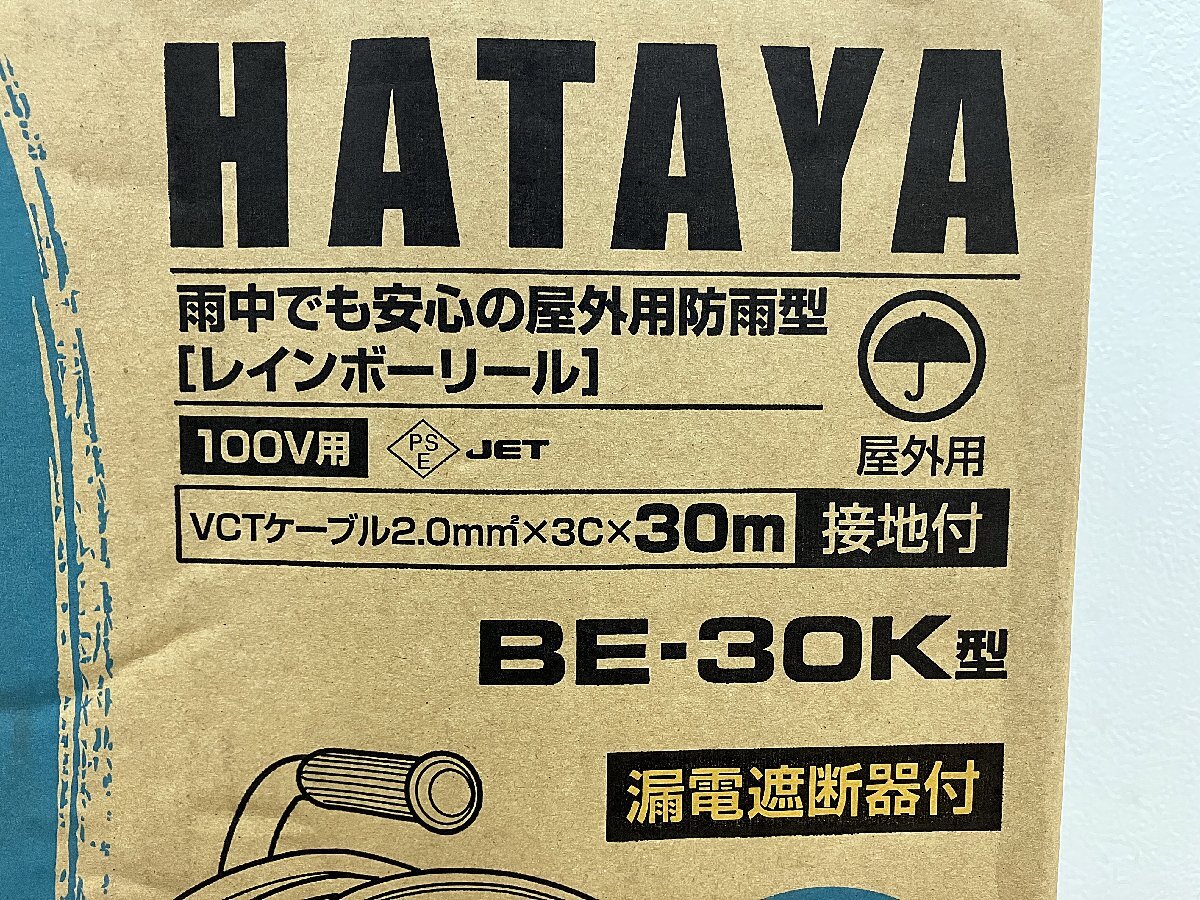 HATAYA
雨中でも安心の屋外用防雨型
[レインボーリール]
100V用 PSE JET
屋外用
VCTケーブル2.0mm²×3C×30m 接地付
BE-30K型
漏電遮断器付